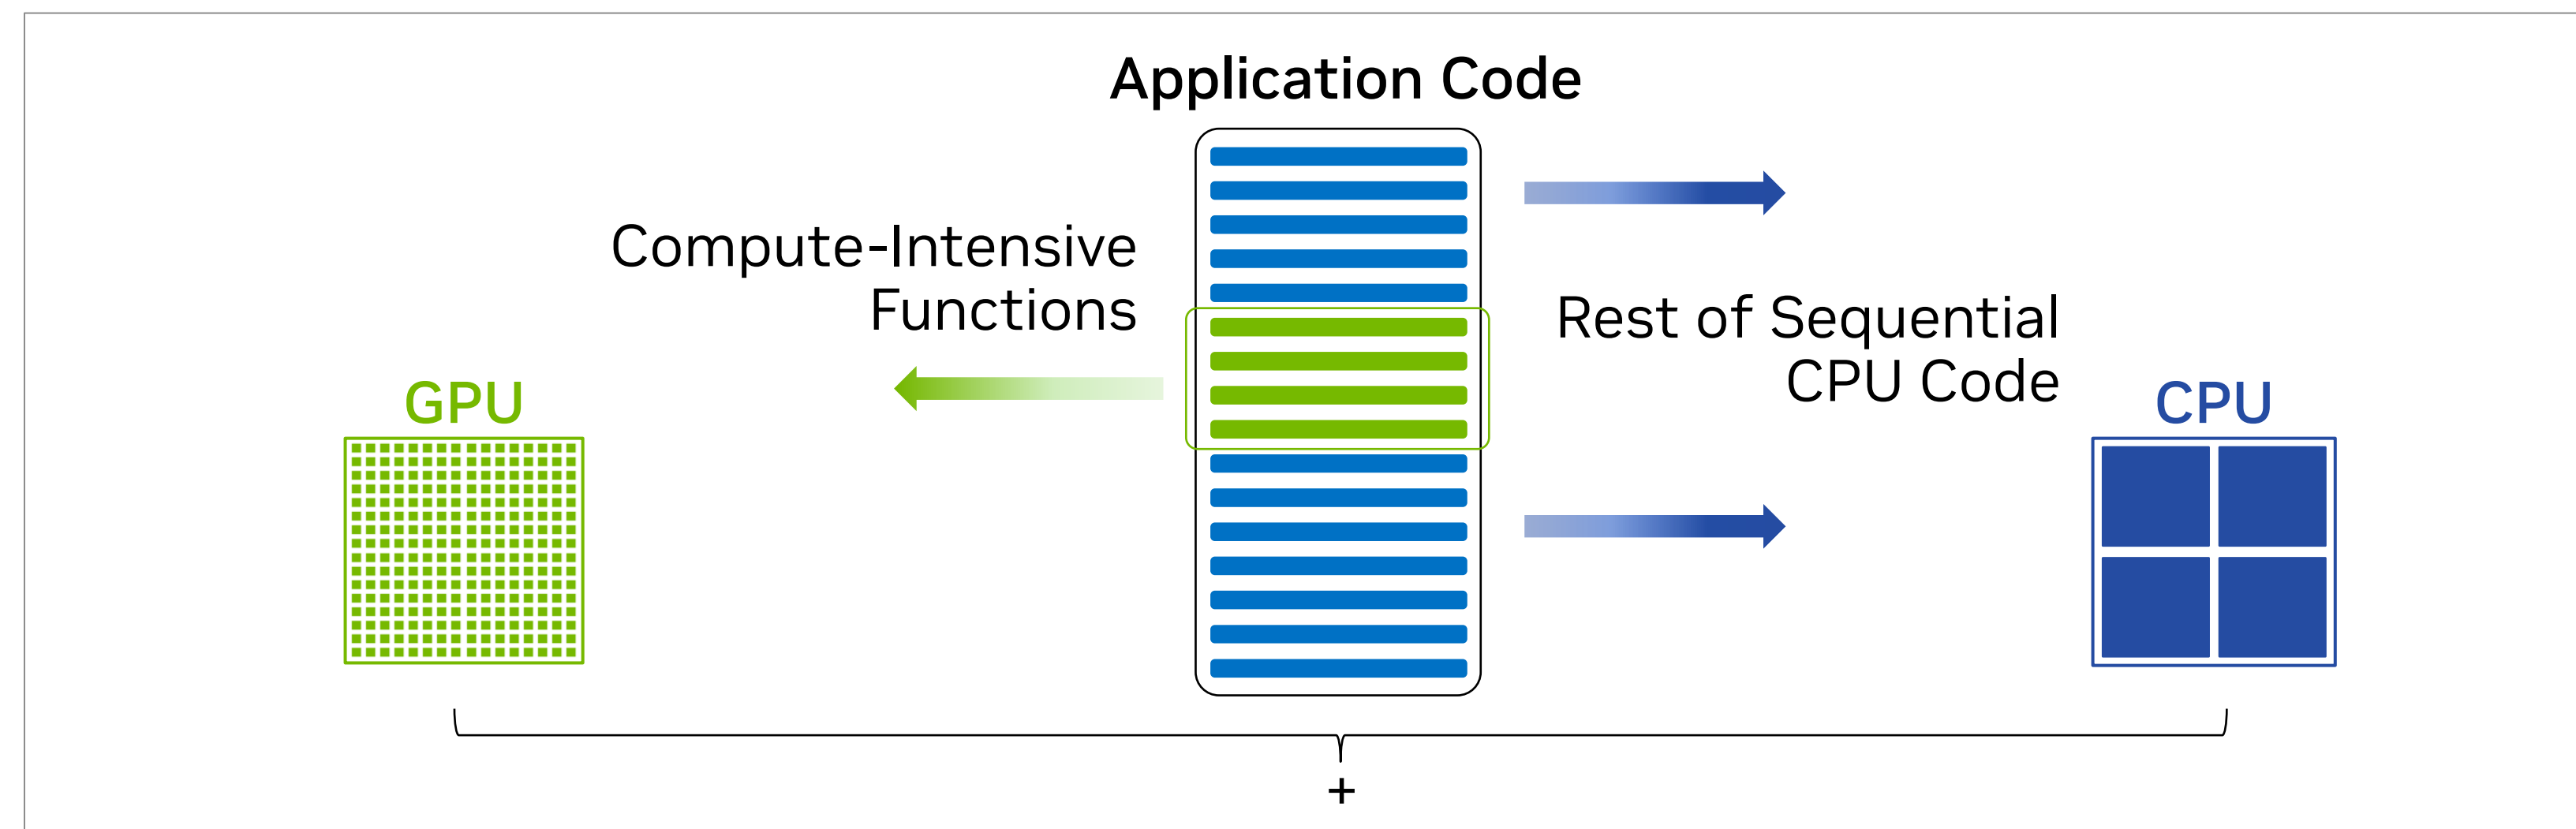 Application Code
Compute-Intensive
Functions
Rest of Sequential
CPU Code
GPU
CPU
+